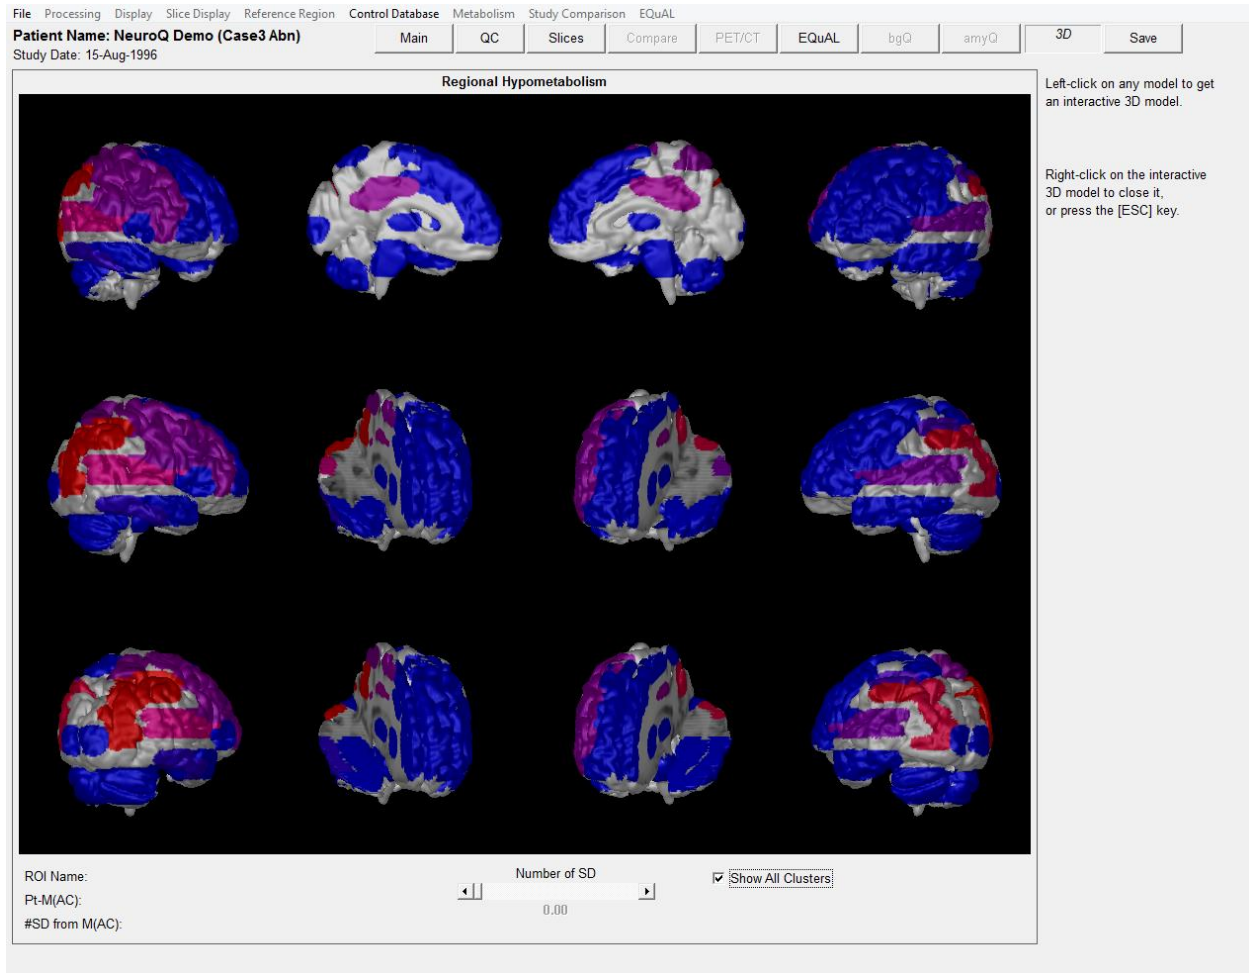 File Processing Display Slice Display Reference Region Control Database Metabolism Study Comparison EQuAL
Patient Name: NeuroQ Demo (Case3 Abn)
Study Date: 15-Aug-1996
Main QC Slices Compare PET/CT EQuAL bgQ amyQ 3D Save
Regional Hypometabolism
Left-click on any model to get
an interactive 3D model.
Right-click on the interactive
3D model to close it,
or press the [ESC] key.
ROI Name:
Pt-M(AC):
#SD from M(AC):
Number of SD
0.00
Show All Clusters